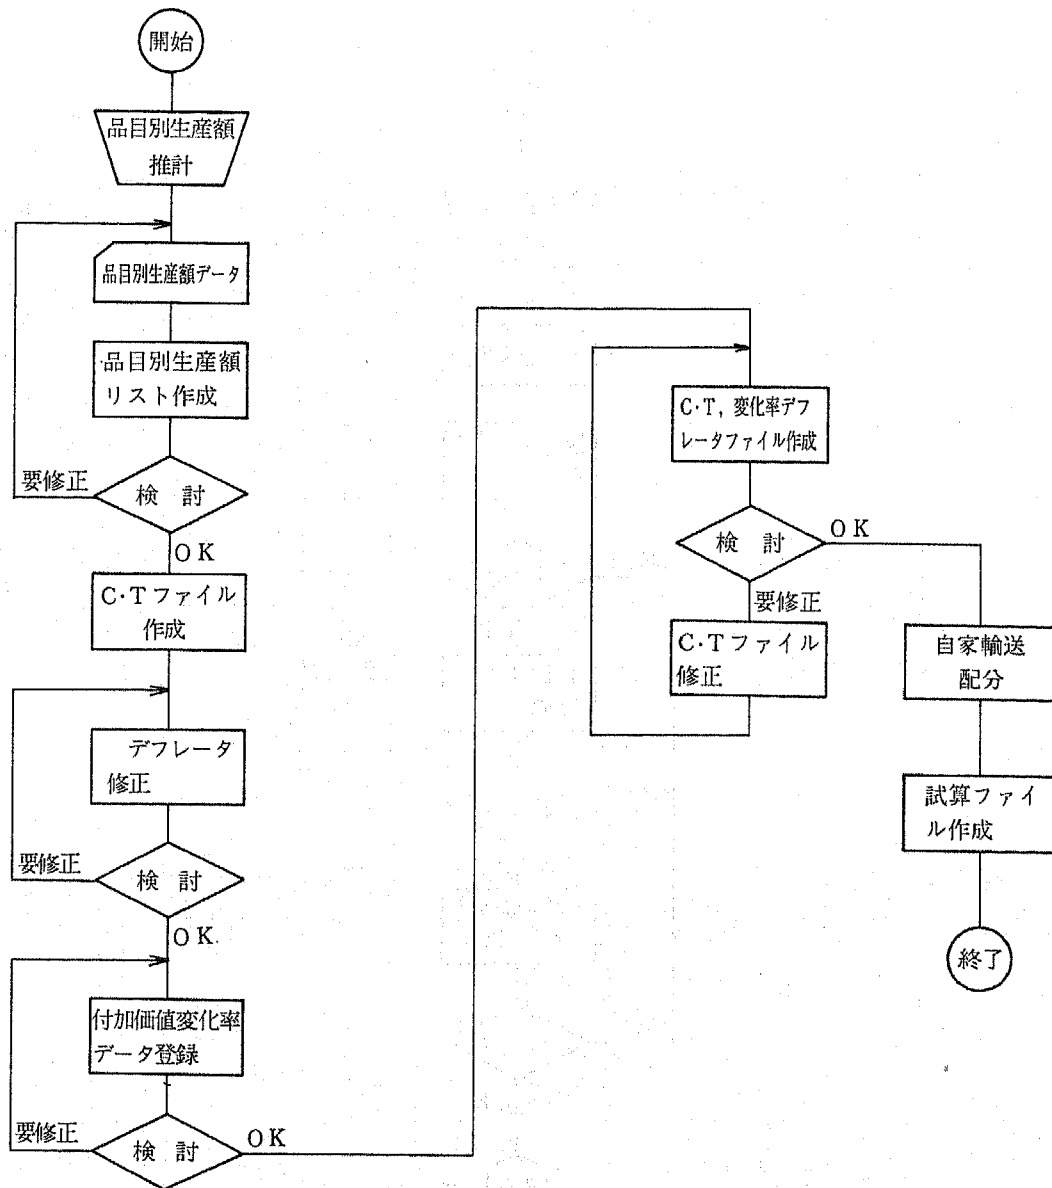 開始
品目別生産額
推計
品目別生産額データ
品目別生産額
リスト作成
要修正
検 討
OK
C・Tファイル
作成
デフレータ
修正
要修正
検 討
OK
付加価値変化率
データ登録
要修正
検 討
OK
C・T, 変化率デフ
レータファイル作成
検 討
OK
要修正
C・Tファイル
修正
自家輸送
配分
試算ファイ
ル作成
終了